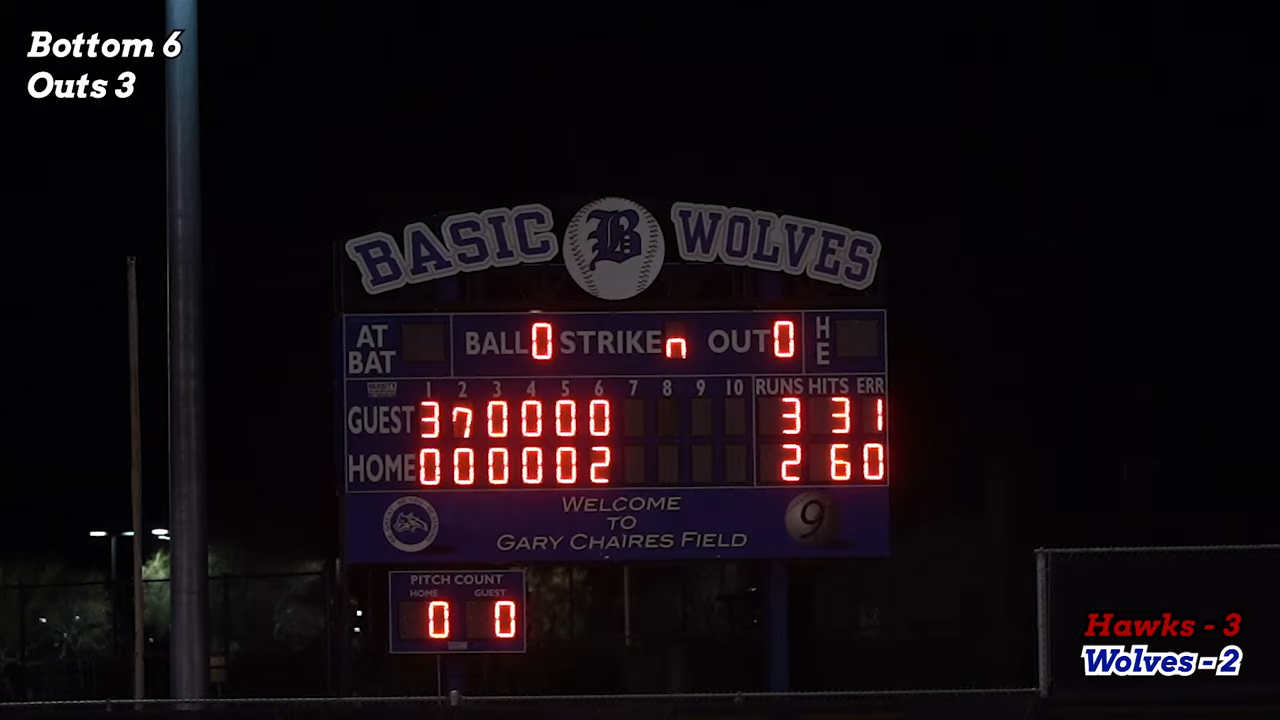 Bottom 6
Outs 3
BASIC B WOLVES
AT BAT BALL 0 STRIKE n OUT 0 H E
VARSITY 1 2 3 4 5 6 7 8 9 10 RUNS HITS ERR
GUEST 3 0 0 0 0 3 3 1
HOME 0 0 0 0 0 2 2 6 0
WELCOME
TO
GARY CHAIRES FIELD
9
PITCH COUNT
HOME GUEST
0 0
Hawks - 3
Wolves - 2